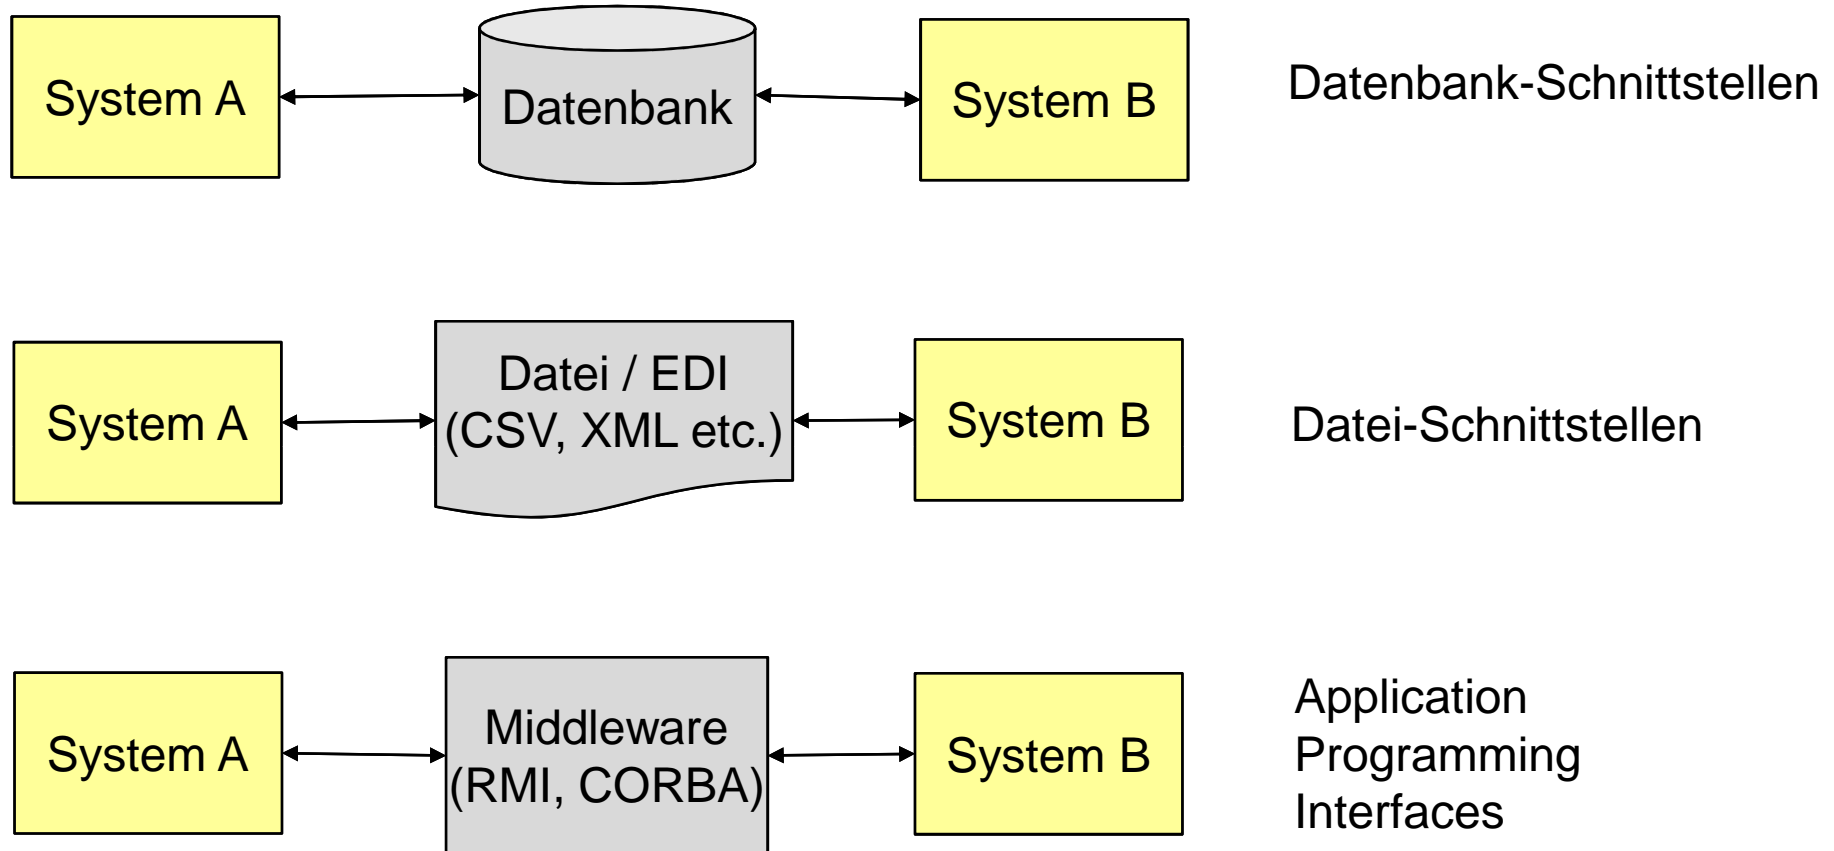 System A
Datenbank
System B
Datenbank-Schnittstellen
System A
Datei / EDI
(CSV, XML etc.)
System B
Datei-Schnittstellen
System A
Middleware
(RMI, CORBA)
System B
Application
Programming
Interfaces